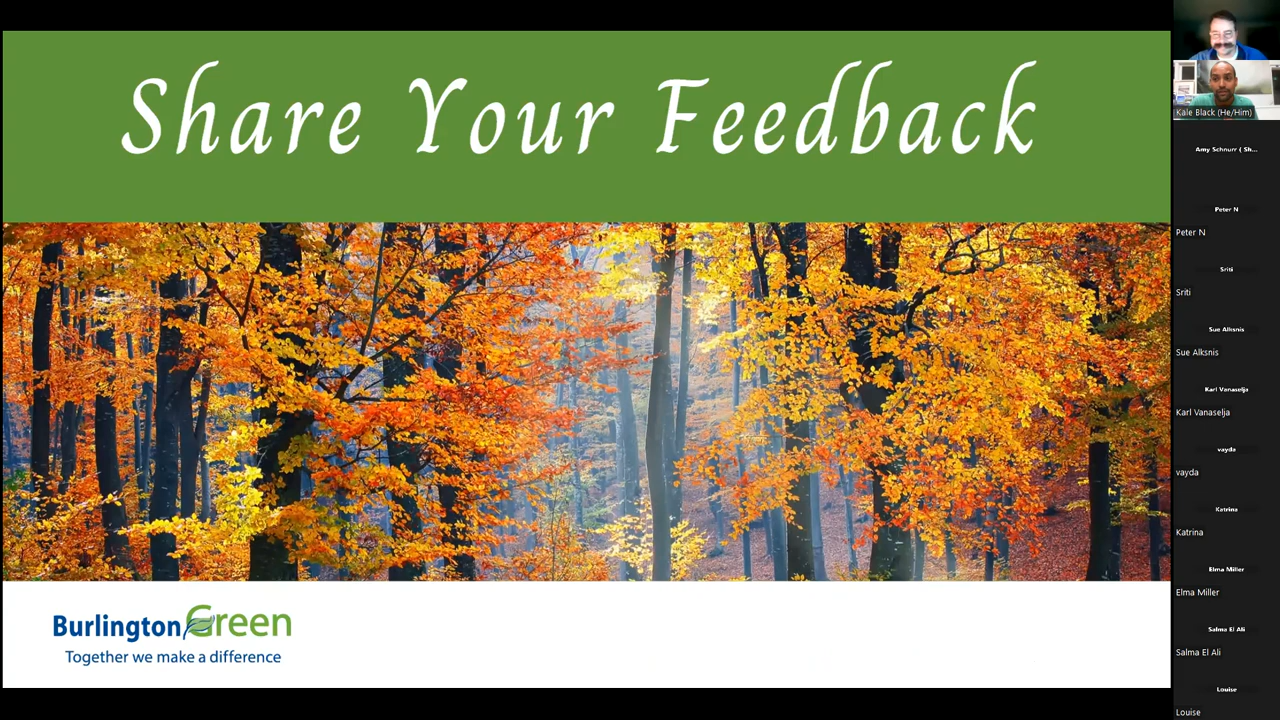 Share Your Feedback
BurlingtonGreen
Together we make a difference
Kale Black (He/Him)
Amy Schnurr ( Sh...
Peter N
Peter N
Sriti
Sriti
Sue Alksnis
Sue Alksnis
Karl Vanaselja
Karl Vanaselja
vayda
vayda
Katrina
Katrina
Elma Miller
Elma Miller
Salma El Ali
Salma El Ali
Louise
Louise